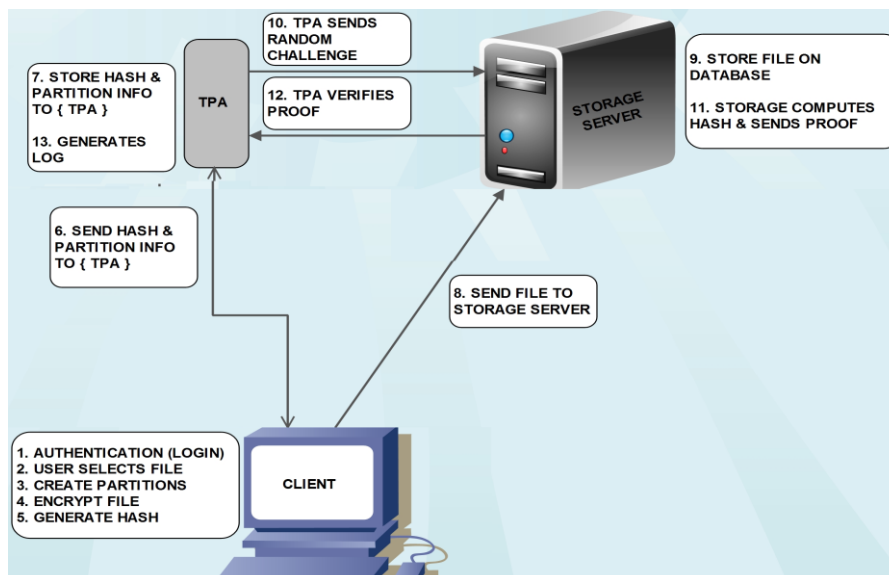 10. TPA SENDS
RANDOM
CHALLENGE
7. STORE HASH &
PARTITION INFO
TO { TPA }
13. GENERATES
LOG
TPA
12. TPA VERIFIES
PROOF
STORAGE
SERVER
9. STORE FILE ON
DATABASE
11. STORAGE COMPUTES
HASH & SENDS PROOF
6. SEND HASH &
PARTITION INFO
TO { TPA }
8. SEND FILE TO
STORAGE SERVER
1. AUTHENTICATION (LOGIN)
2. USER SELECTS FILE
3. CREATE PARTITIONS
4. ENCRYPT FILE
5. GENERATE HASH
CLIENT